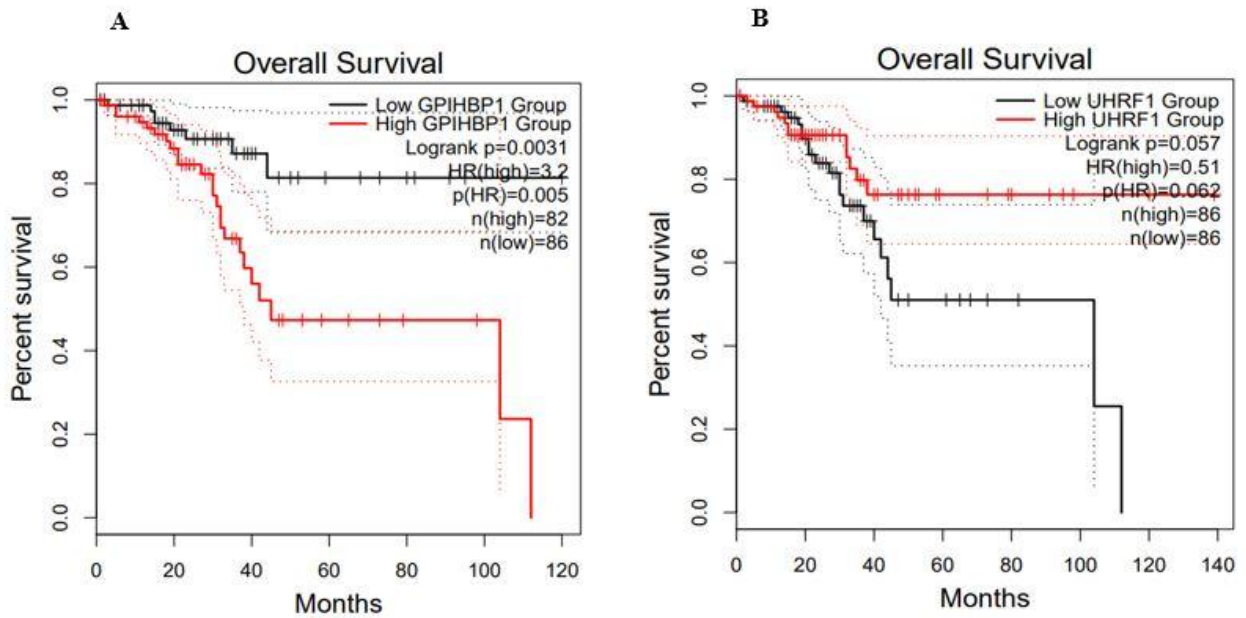 A
Overall Survival
Low GPIHBP1 Group
High GPIHBP1 Group
Logrank p=0.0031
HR(high)=3.2
p(HR)=0.005
n(high)=82
n(low)=86
Percent survival
0.0
0.2
0.4
0.6
0.8
1.0
0 20 40 60 80 100 120
Months
B
Overall Survival
Low UHRF1 Group
High UHRF1 Group
Logrank p=0.057
HR(high)=0.51
p(HR)=0.062
n(high)=86
n(low)=86
Percent survival
0.0
0.2
0.4
0.6
0.8
1.0
0 20 40 60 80 100 120 140
Months